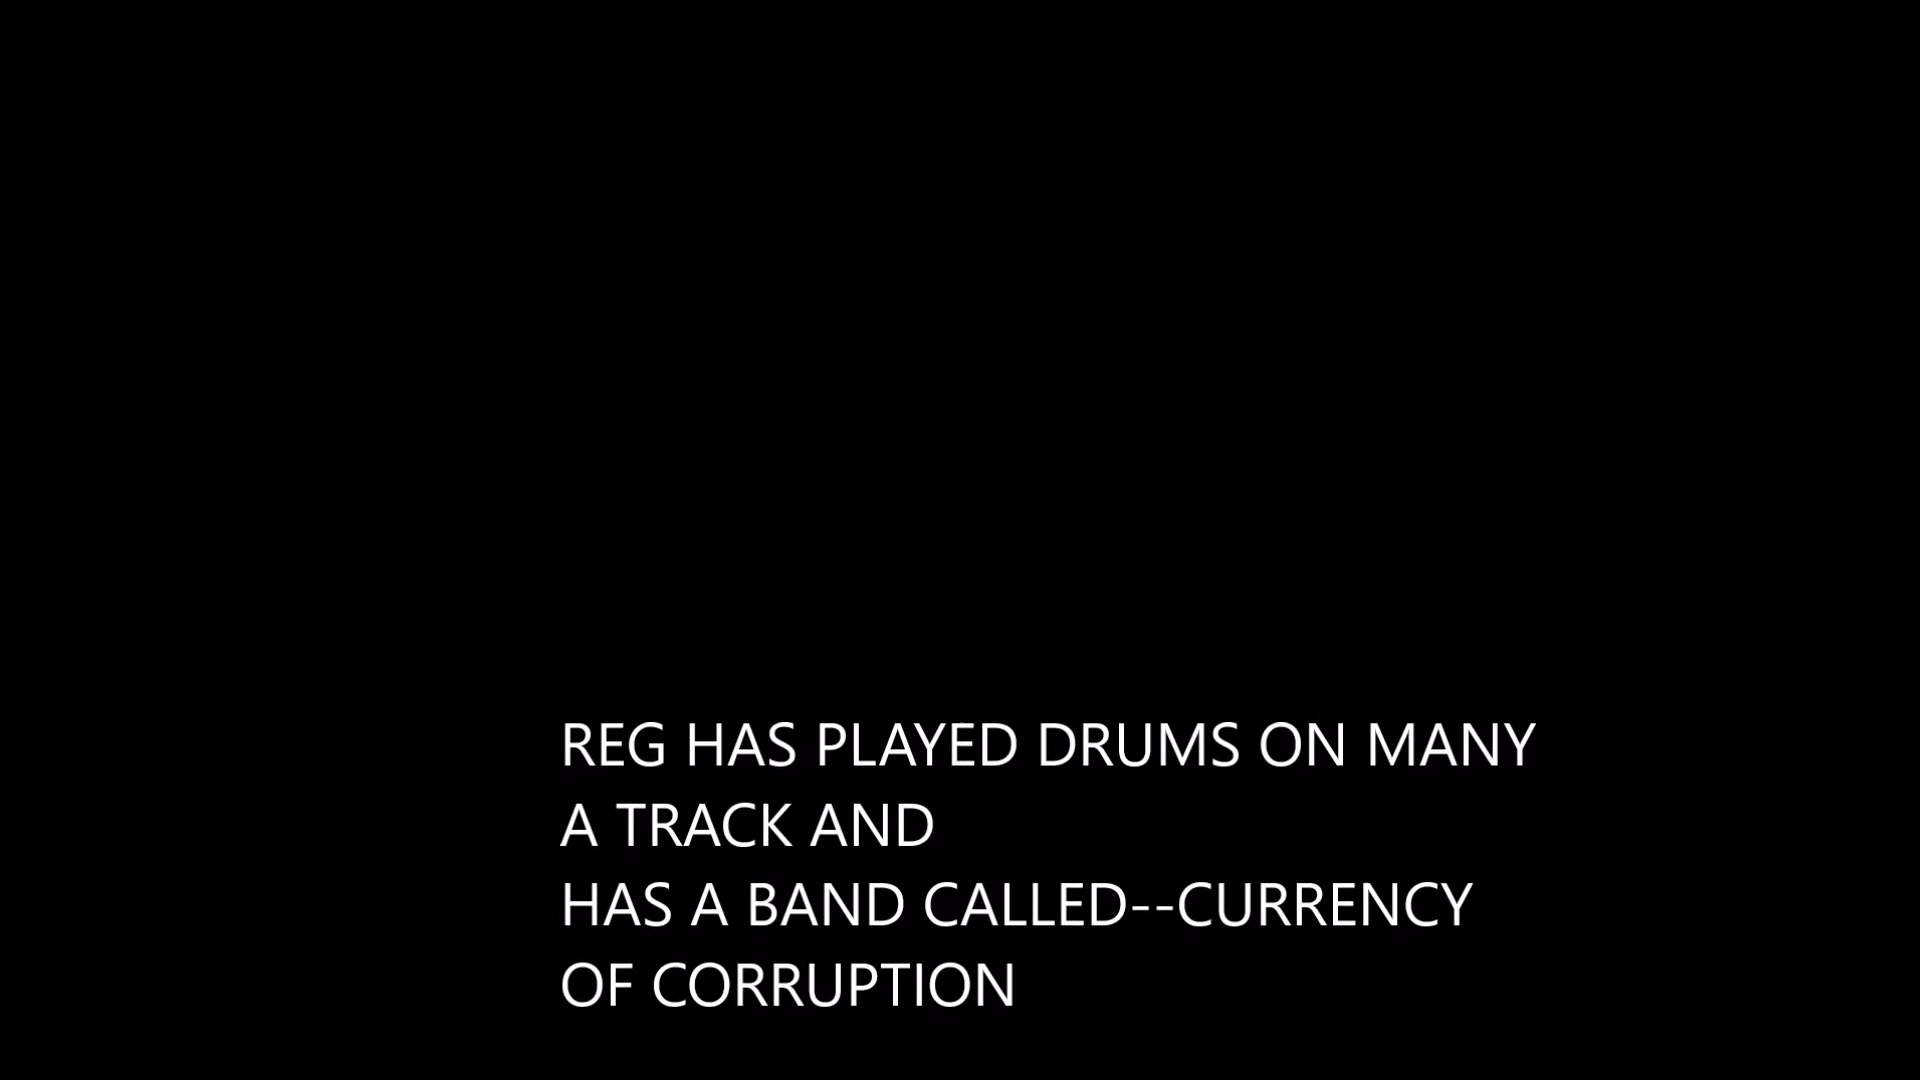 REG HAS PLAYED DRUMS ON MANY
A TRACK AND
HAS A BAND CALLED--CURRENCY
OF CORRUPTION